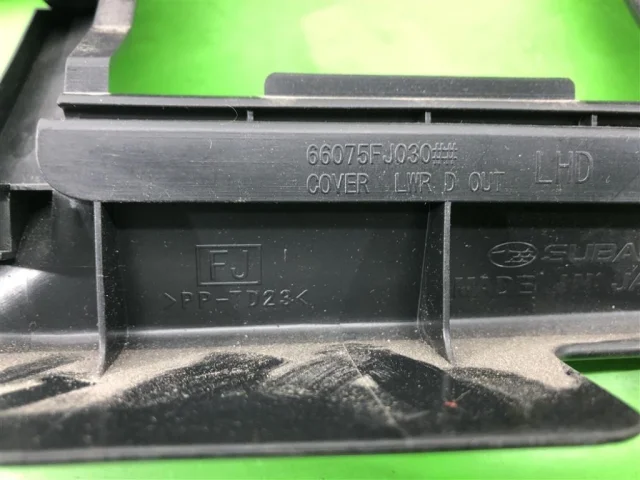 66075FJ030##
COVER LWR D OUT LHD
FJ
>PP-TD23<
SUBA
MADE IN JA